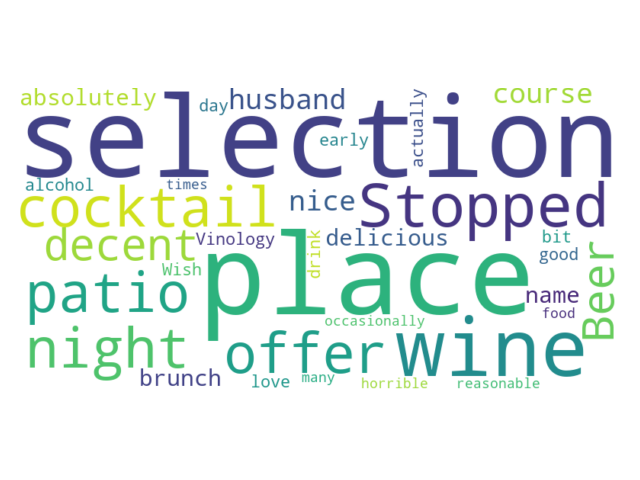 absolutely
day
husband
actually
course
selection
early
alcohol
times
cocktail
nice
Stopped
decent
Vinology
delicious
bit
good
Wish
drink
place
patio
name
Beer
food
occasionally
night
offer
wine
brunch
love
many
horrible
reasonable